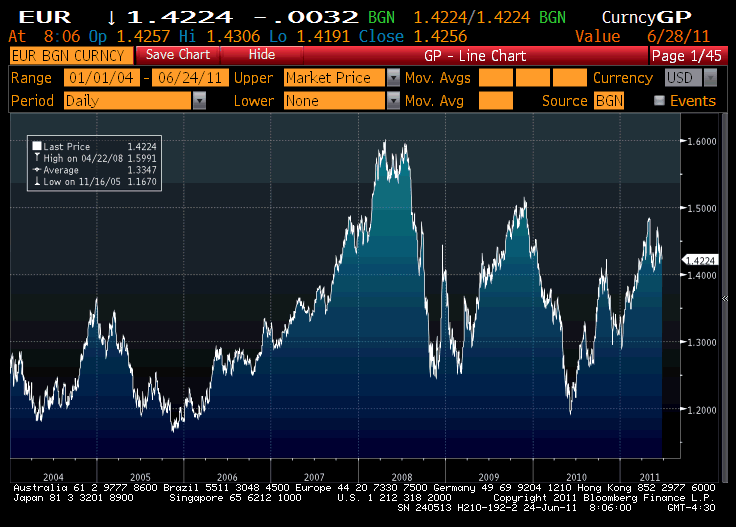 EUR ↓ 1.4224 -.0032 BGN 1.4224/1.4224 BGN CurncyGP
At 8:06 Op 1.4257 Hi 1.4306 Lo 1.4191 Close 1.4256 Value 6/28/11
EUR BGN CURNCY Save Chart Hide GP - Line Chart Page 1/45
Range 01/01/04 - 06/24/11 Upper Market Price Mov. Avgs Currency USD
Period Daily Lower None Mov. Avg Source BGN Events
Last Price 1.4224
High on 04/22/08 1.5991
Average 1.3347
Low on 11/16/05 1.1670
1.6000
1.5000
1.4224
1.4000
1.3000
1.2000
2004 2005 2006 2007 2008 2009 2010 2011
Australia 61 2 9777 8600 Brazil 5511 3048 4500 Europe 44 20 7330 7500 Germany 49 69 9204 1210 Hong Kong 852 2977 6000
Japan 81 3 3201 8900 Singapore 65 6212 1000 U.S. 1 212 318 2000 Copyright 2011 Bloomberg Finance L.P.
SN 240513 H210-192-2 24-Jun-11 8:06:00 GMT-4:30